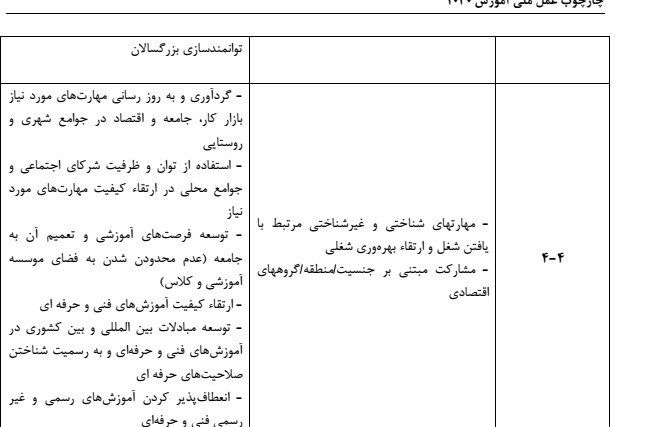 چارچوب عمل ملی آموزش ۲۰۳۰
توانمندسازی بزرگسالان
۴-۴
- مهارتهای شناختی و غیرشناختی مرتبط با
یافتن شغل و ارتقاء بهره‌وری شغلی
- مشارکت مبتنی بر جنسیت/منطقه/گروههای
اقتصادی
- گردآوری و به روز رسانی مهارت‌های مورد نیاز
بازار کار، جامعه و اقتصاد در جوامع شهری و
روستایی
- استفاده از توان و ظرفیت شرکای اجتماعی و
جوامع محلی در ارتقاء کیفیت مهارت‌های مورد
نیاز
- توسعه فرصت‌های آموزشی و تعمیم آن به
جامعه (عدم محدودن شدن به فضای موسسه
آموزشی و کلاس)
- ارتقاء کیفیت آموزش‌های فنی و حرفه ای
- توسعه مبادلات بین المللی و بین کشوری در
آموزش‌های فنی و حرفه‌ای و به رسمیت شناختن
صلاحیت‌های حرفه ای
- انعطاف‌پذیر کردن آموزش‌های رسمی و غیر
رسمی فنی و حرفه‌ای